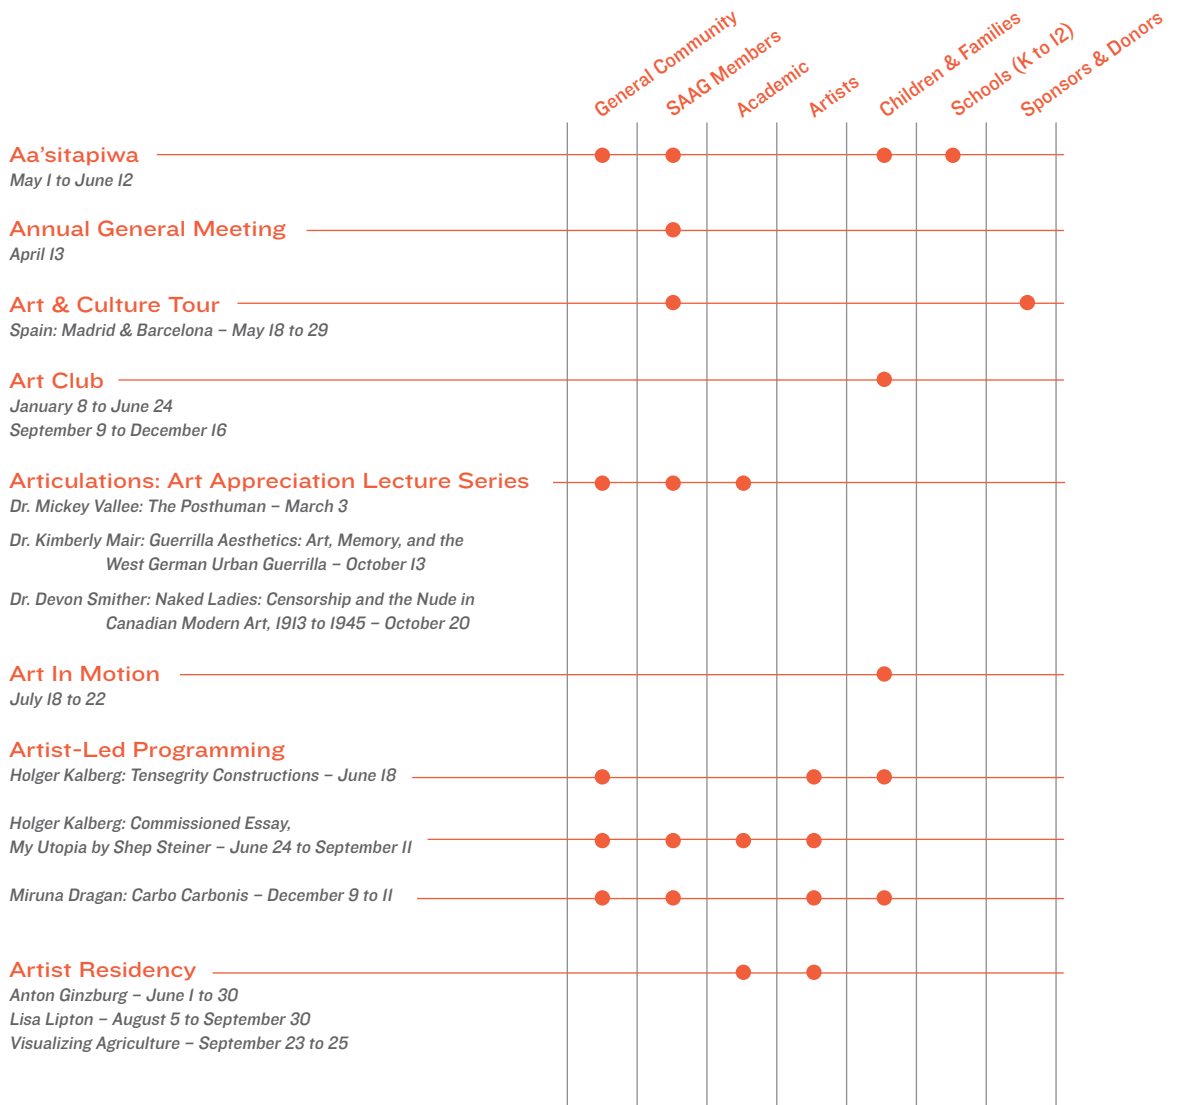 General Community
SAAG Members
Academic
Artists
Children & Families
Schools (K to 12)
Sponsors & Donors
Aa'sitapiwa
May 1 to June 12
Annual General Meeting
April 13
Art & Culture Tour
Spain: Madrid & Barcelona – May 18 to 29
Art Club
January 8 to June 24
September 9 to December 16
Articulations: Art Appreciation Lecture Series
Dr. Mickey Vallee: The Posthuman – March 3
Dr. Kimberly Mair: Guerrilla Aesthetics: Art, Memory, and the
West German Urban Guerrilla – October 13
Dr. Devon Smither: Naked Ladies: Censorship and the Nude in
Canadian Modern Art, 1913 to 1945 – October 20
Art In Motion
July 18 to 22
Artist-Led Programming
Holger Kalberg: Tensegrity Constructions – June 18
Holger Kalberg: Commissioned Essay,
My Utopia by Shep Steiner – June 24 to September 11
Miruna Dragan: Carbo Carbonis – December 9 to 11
Artist Residency
Anton Ginzburg – June 1 to 30
Lisa Lipton – August 5 to September 30
Visualizing Agriculture – September 23 to 25